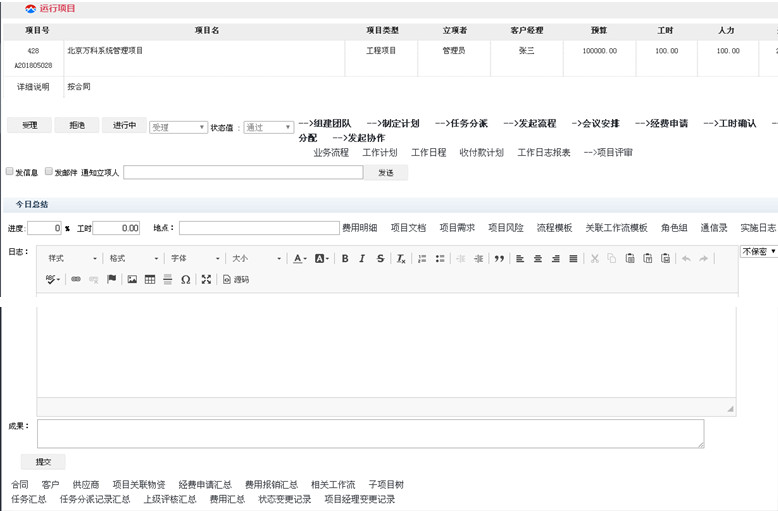 运行项目
项目号 项目名 项目类型 立项者 客户经理 预算 工时 人力
428 北京万科系统管理项目 工程项目 管理员 张三 100000.00 100.00 100.00
A201805028
详细说明 按合同
受理 拒绝 进行中 受理 状态值： 通过 -->组建团队 -->制定计划 -->任务分派 -->发起流程 ->会议安排 -->经费申请 -->工时确认
分配 -->发起协作
业务流程 工作计划 工作日程 收付款计划 工作日志报表 -->项目评审
发信息 发邮件 通知立项人 发送
今日总结
进度: 0 % 工时 0.00 地点： 费用明细 项目文档 项目需求 项目风险 流程模板 关联工作流模板 角色组 通信录 实施日志
日志： 样式 格式 字体 大小 不保密
源码
成果：
提交
合同 客户 供应商 项目关联物资 经费申请汇总 费用报销汇总 相关工作流 子项目树
任务汇总 任务分派记录汇总 上级评核汇总 费用汇总 状态变更记录 项目经理变更记录